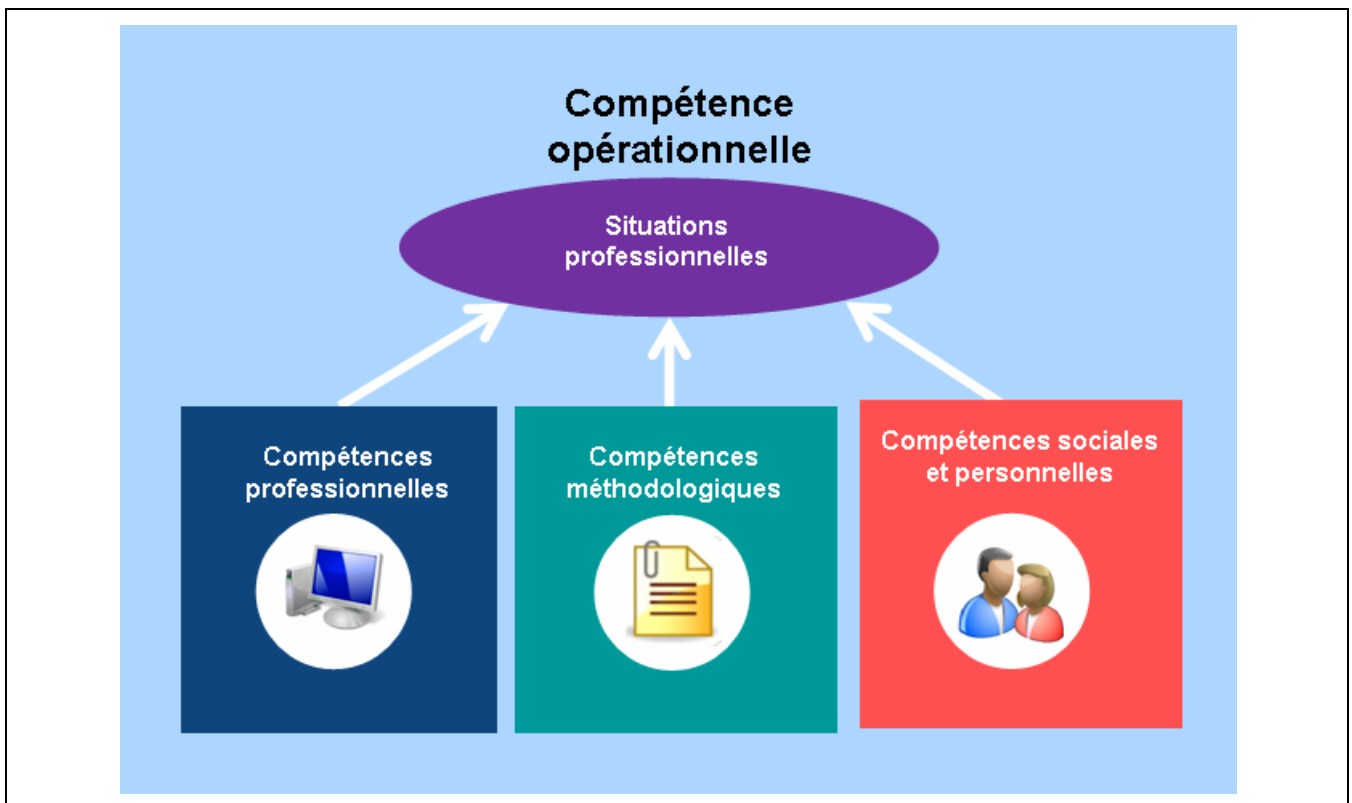 Compétence
opérationnelle
Situations
professionnelles
Compétences
professionnelles
Compétences
méthodologiques
Compétences sociales
et personnelles